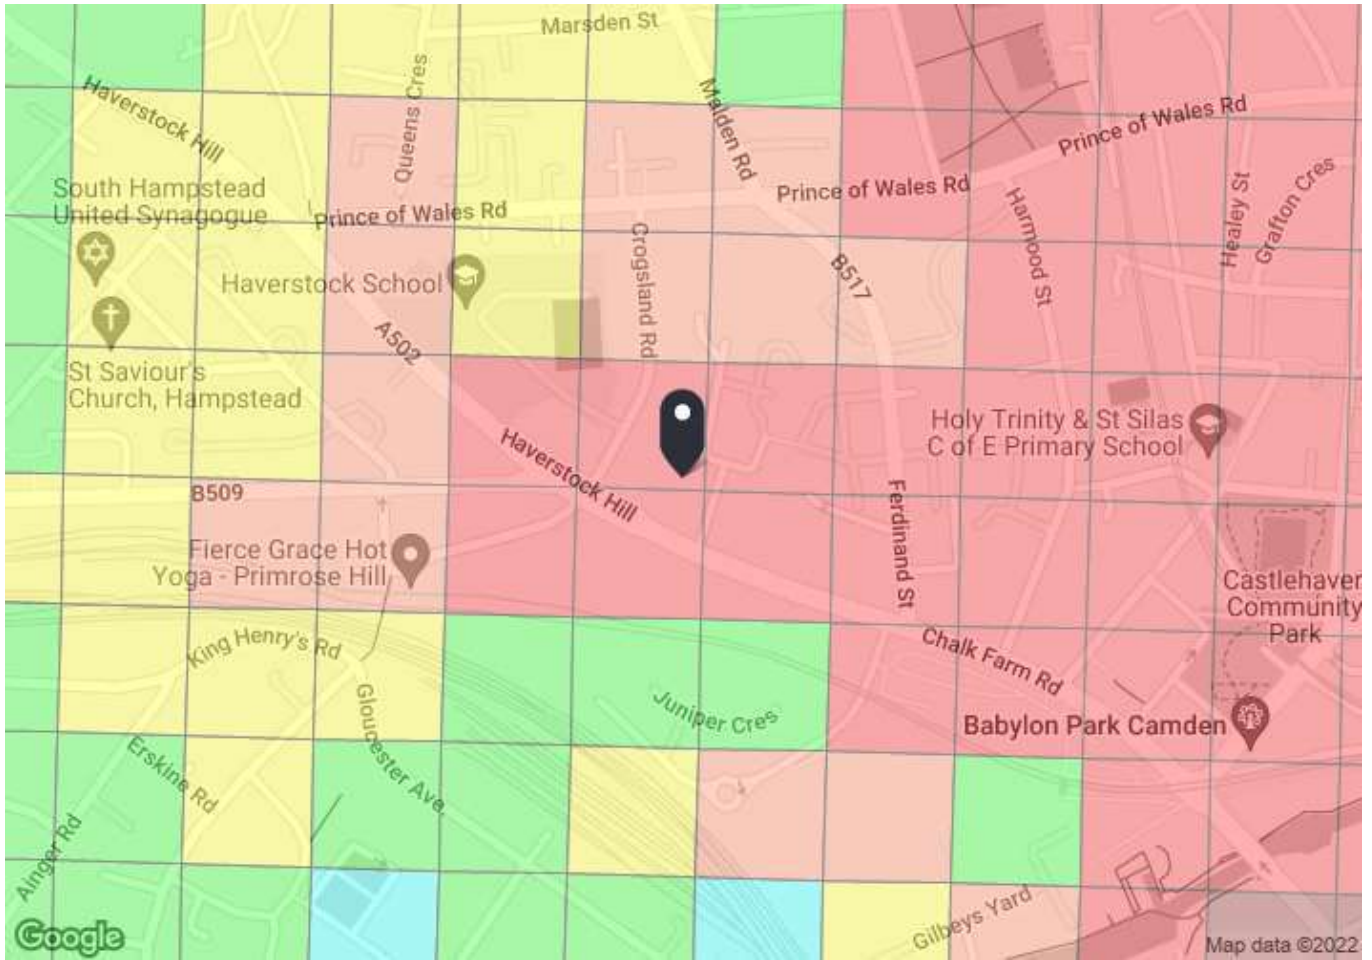 Marsden St
Haverstock Hill
Queens Cres
Malden Rd
Prince of Wales Rd
South Hampstead
United Synagogue
Prince of Wales Rd
Prince of Wales Rd
Harmood St
Healey St
Grafton Cres
Crogsland Rd
B517
Haverstock School
A502
St Saviour's
Church, Hampstead
Holy Trinity & St Silas
C of E Primary School
Haverstock Hill
B509
Ferdinand St
Fierce Grace Hot
Yoga - Primrose Hill
Castlehaven
Community
Park
King Henry's Rd
Chalk Farm Rd
Gloucester Ave.
Juniper Cres
Babylon Park Camden
Erskine Rd
Ainger Rd
Gilbeys Yard
Google
Map data ©2022